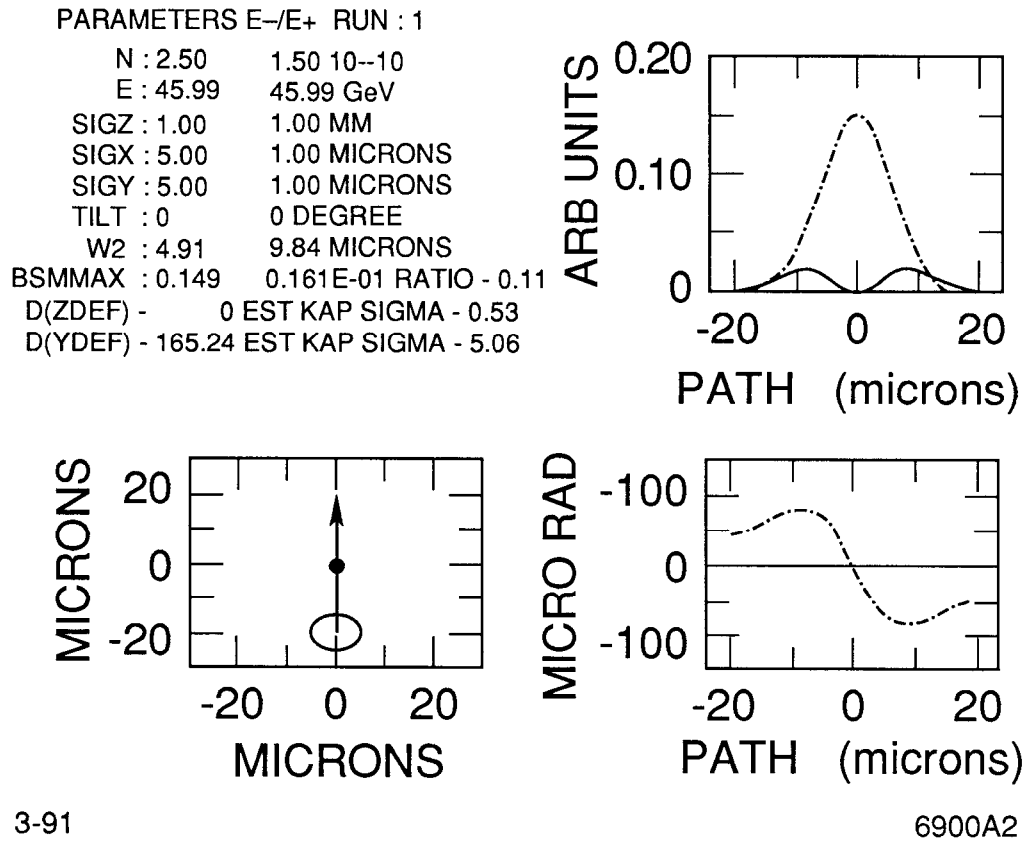 PARAMETERS E–/E+ RUN : 1
N : 2.50 1.50 10--10
E : 45.99 45.99 GeV
SIGZ : 1.00 1.00 MM
SIGX : 5.00 1.00 MICRONS
SIGY : 5.00 1.00 MICRONS
TILT : 0 0 DEGREE
W2 : 4.91 9.84 MICRONS
BSMMAX : 0.149 0.161E-01 RATIO - 0.11
D(ZDEF) - 0 EST KAP SIGMA - 0.53
D(YDEF) - 165.24 EST KAP SIGMA - 5.06
ARB UNITS
0.20
0.10
0
-20 0 20
PATH (microns)
MICRONS
20
0
-20
-20 0 20
MICRONS
MICRO RAD
-100
0
-100
-20 0 20
PATH (microns)
3-91
6900A2